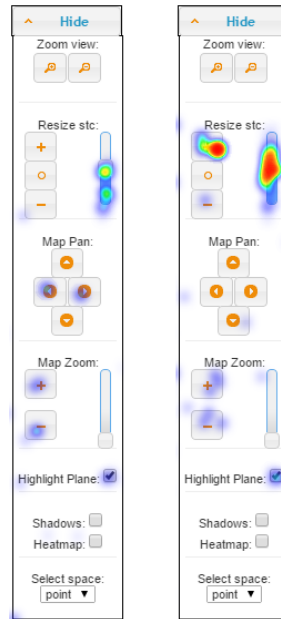 Hide
Zoom view:
Resize stc:
+
-
Map Pan:
Map Zoom:
+
-
Highlight Plane:
Shadows:
Heatmap:
Select space:
point ▼
Hide
Zoom view:
Resize stc:
-
Map Pan:
Map Zoom:
+
-
Highlight Plane:
Shadows:
Heatmap:
Select space:
point ▼